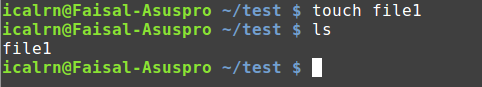 icalrn@Faisal-Asuspro ~/test $ touch file1
icalrn@Faisal-Asuspro ~/test $ ls
file1
icalrn@Faisal-Asuspro ~/test $